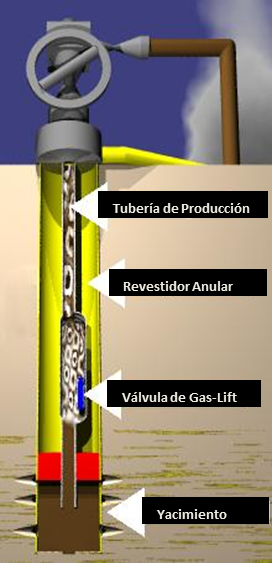 Tubería de Producción
Revestidor Anular
Válvula de Gas-Lift
Yacimiento